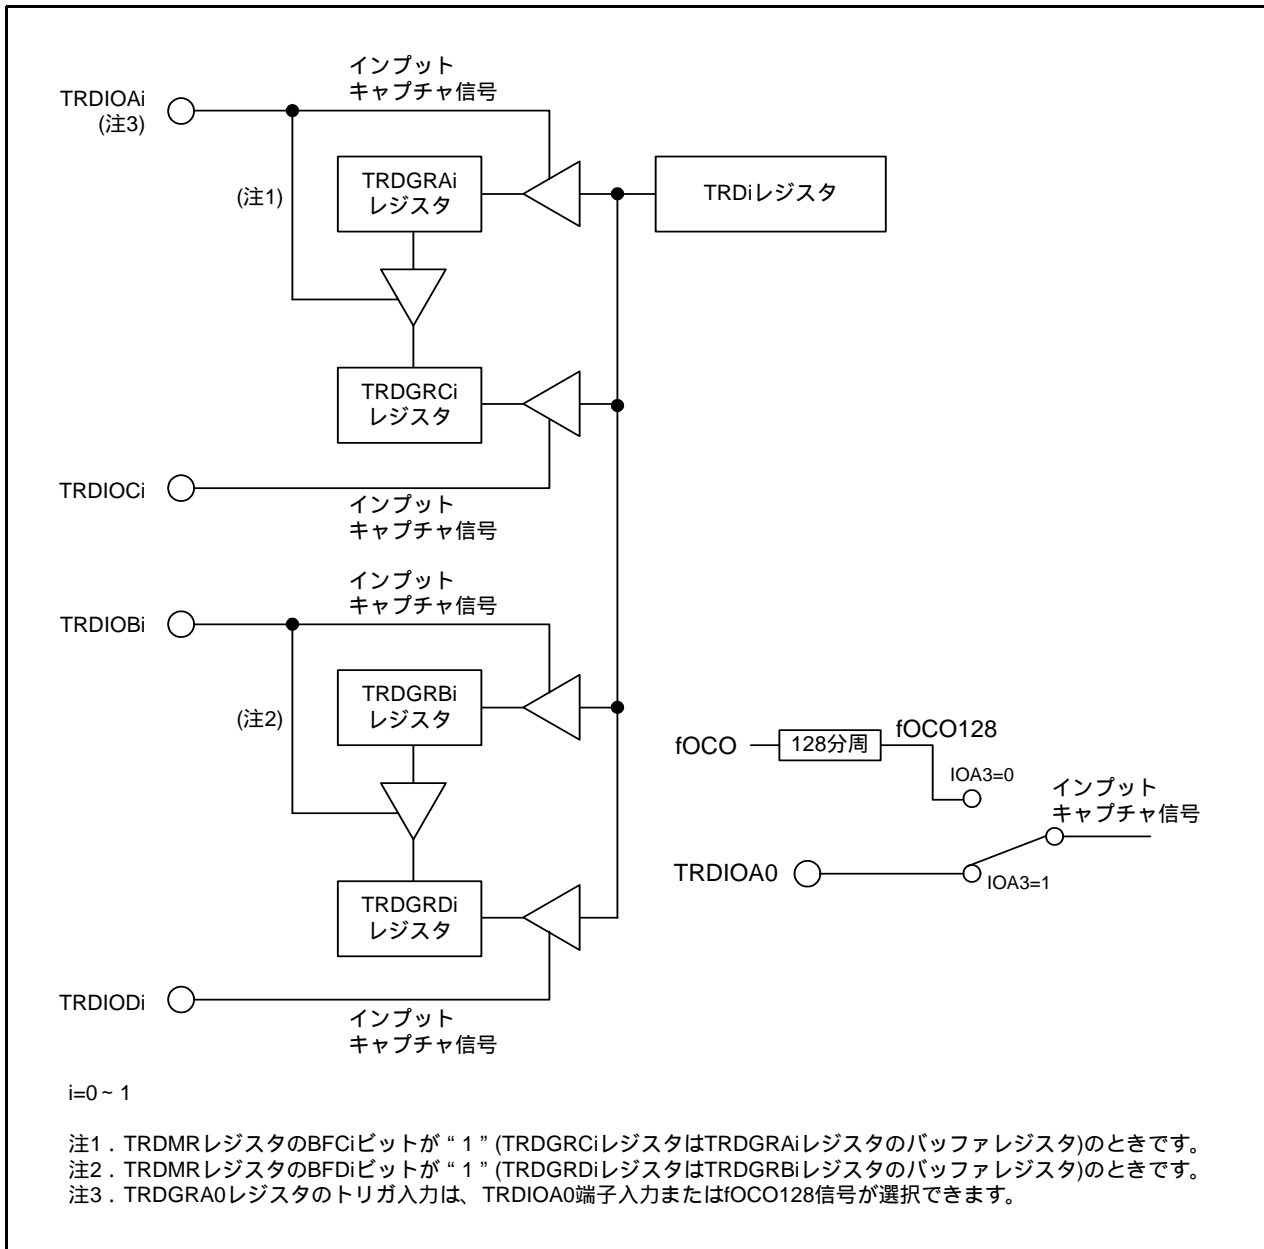 インプット
キャプチャ信号
TRDIOAi
(注3)
TRDGRAi
レジスタ
TRDiレジスタ
(注1)
TRDGRCi
レジスタ
TRDIOCi
インプット
キャプチャ信号
インプット
キャプチャ信号
TRDIOBi
TRDGRBi
レジスタ
(注2)
fOCO
128分周
fOCO128
IOA3=0
インプット
キャプチャ信号
TRDIOA0
IOA3=1
TRDGRDi
レジスタ
TRDIODi
インプット
キャプチャ信号
i=0~1
注1．TRDMRレジスタのBFCiビットが“1”(TRDGRCiレジスタはTRDGRAiレジスタのバッファレジスタ)のときです。
注2．TRDMRレジスタのBFDiビットが“1”(TRDGRDiレジスタはTRDGRBiレジスタのバッファレジスタ)のときです。
注3．TRDGRA0レジスタのトリガ入力は、TRDIOA0端子入力またはfOCO128信号が選択できます。